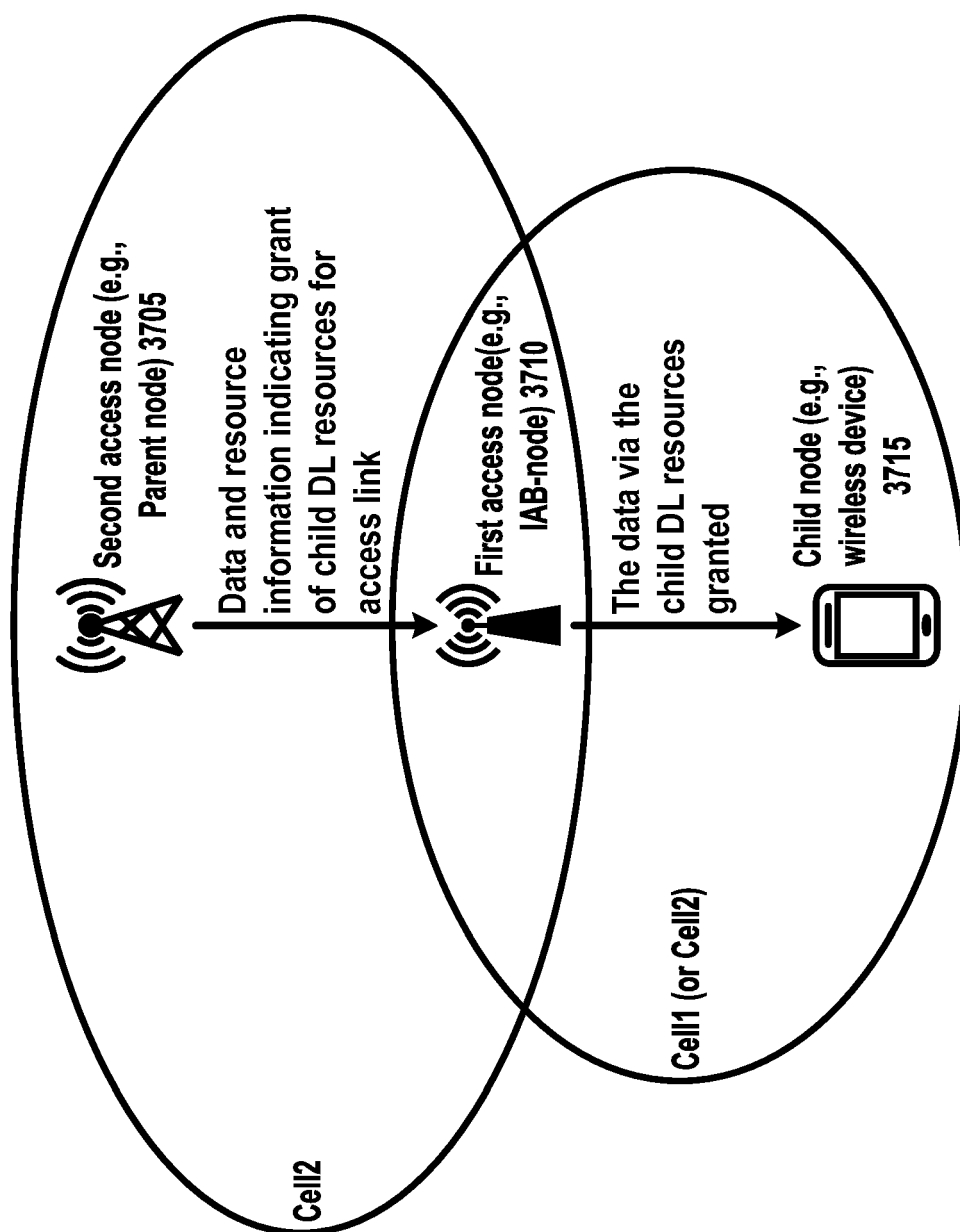 Cell2
Second access node (e.g.,
Parent node) 3705
Data and resource
information indicating grant
of child DL resources for
access link
First access node(e.g.,
IAB-node) 3710
The data via the
child DL resources
granted
Cell1 (or Cell2)
Child node (e.g.,
wireless device)
3715